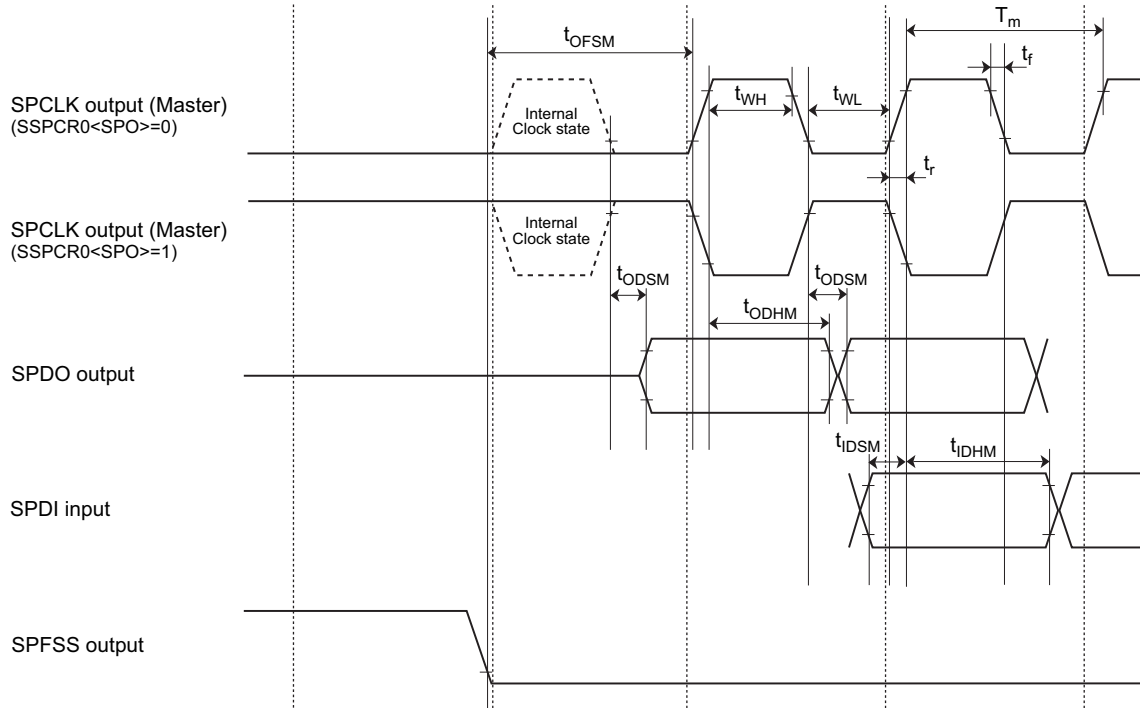 T_m
t_OFSM
t_f
SPCLK output (Master)
(SSPCR0<SPO>=0)
Internal
Clock state
t_WH
t_WL
t_r
SPCLK output (Master)
(SSPCR0<SPO>=1)
Internal
Clock state
t_ODSM
t_ODSM
t_ODHM
SPDO output
t_IDSM
t_IDHM
SPDI input
SPFSS output